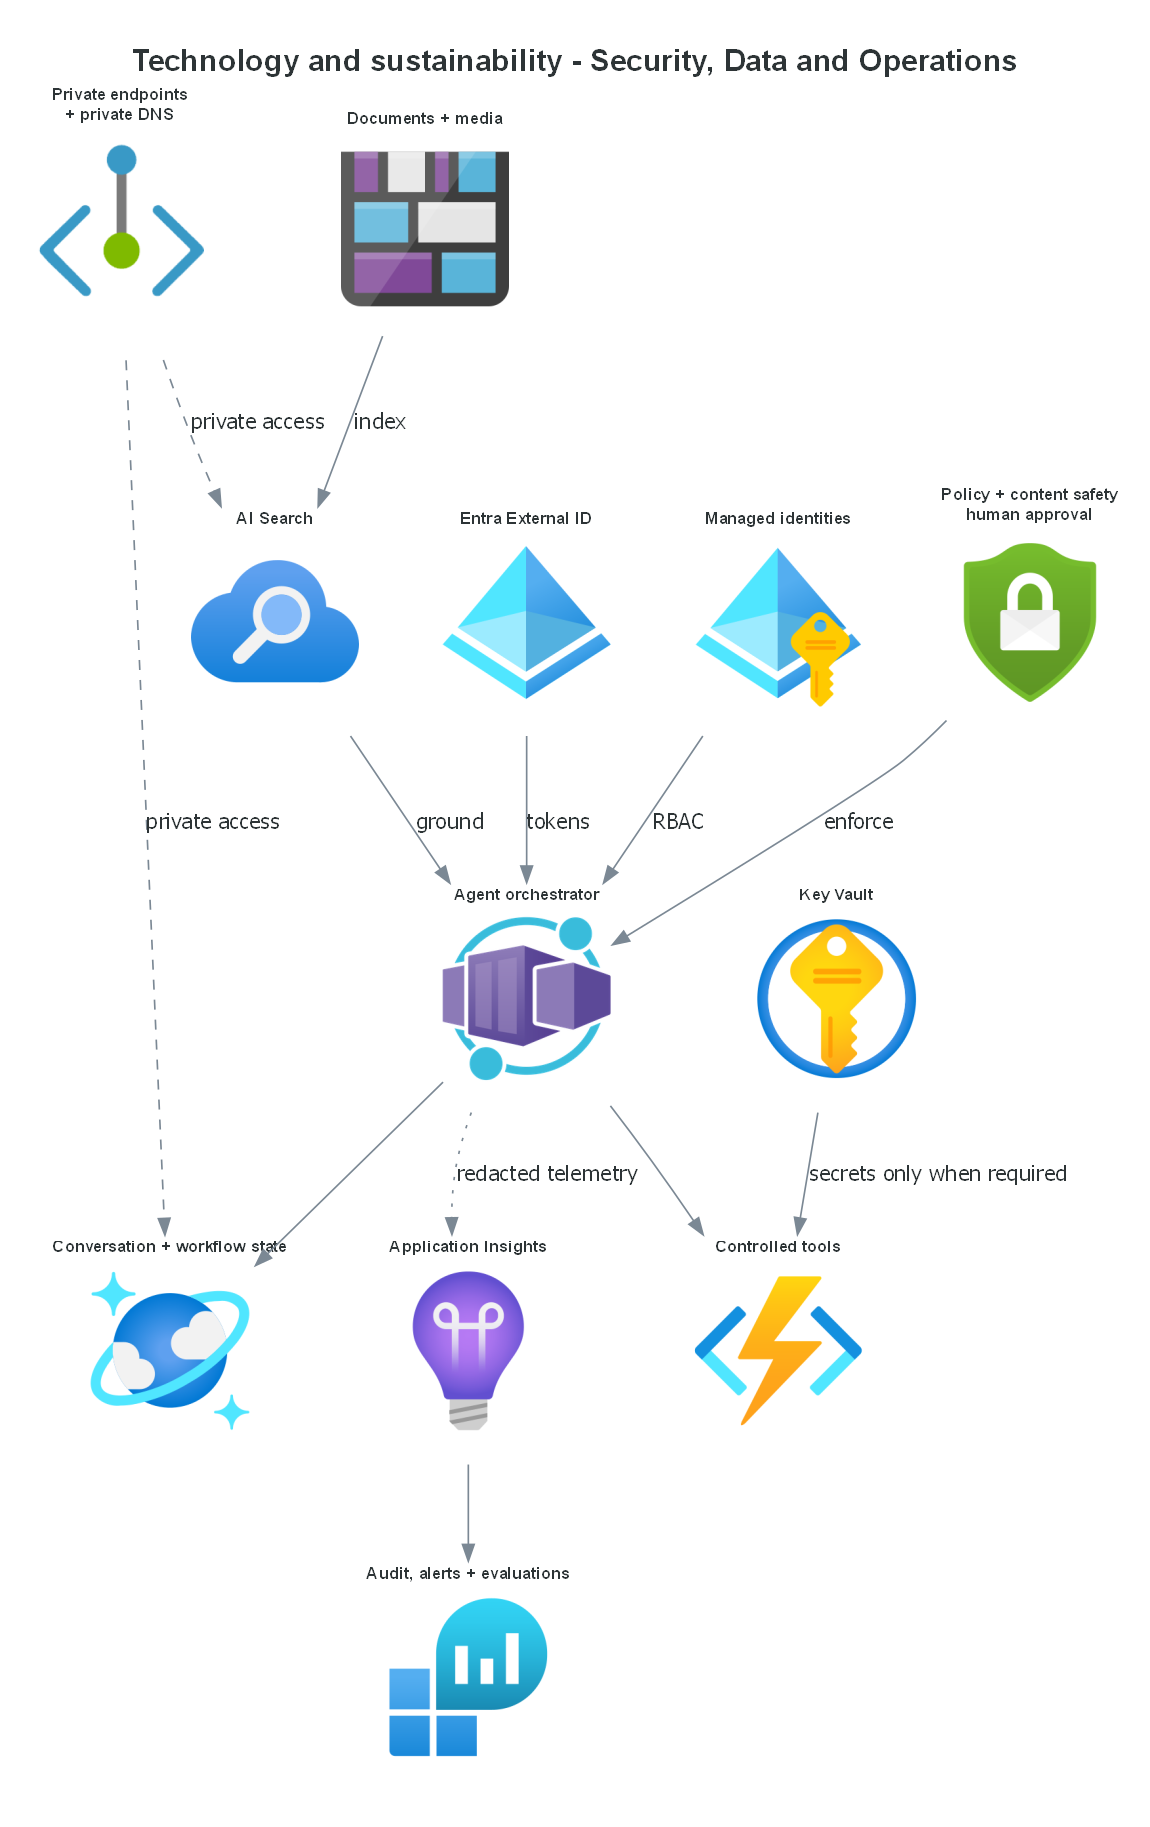 Technology and sustainability - Security, Data and Operations
Private endpoints
+ private DNS
Documents + media
private access
index
AI Search
Entra External ID
Managed identities
Policy + content safety
human approval
private access
ground
tokens
RBAC
enforce
Agent orchestrator
Key Vault
redacted telemetry
secrets only when required
Conversation + workflow state
Application Insights
Controlled tools
Audit, alerts + evaluations